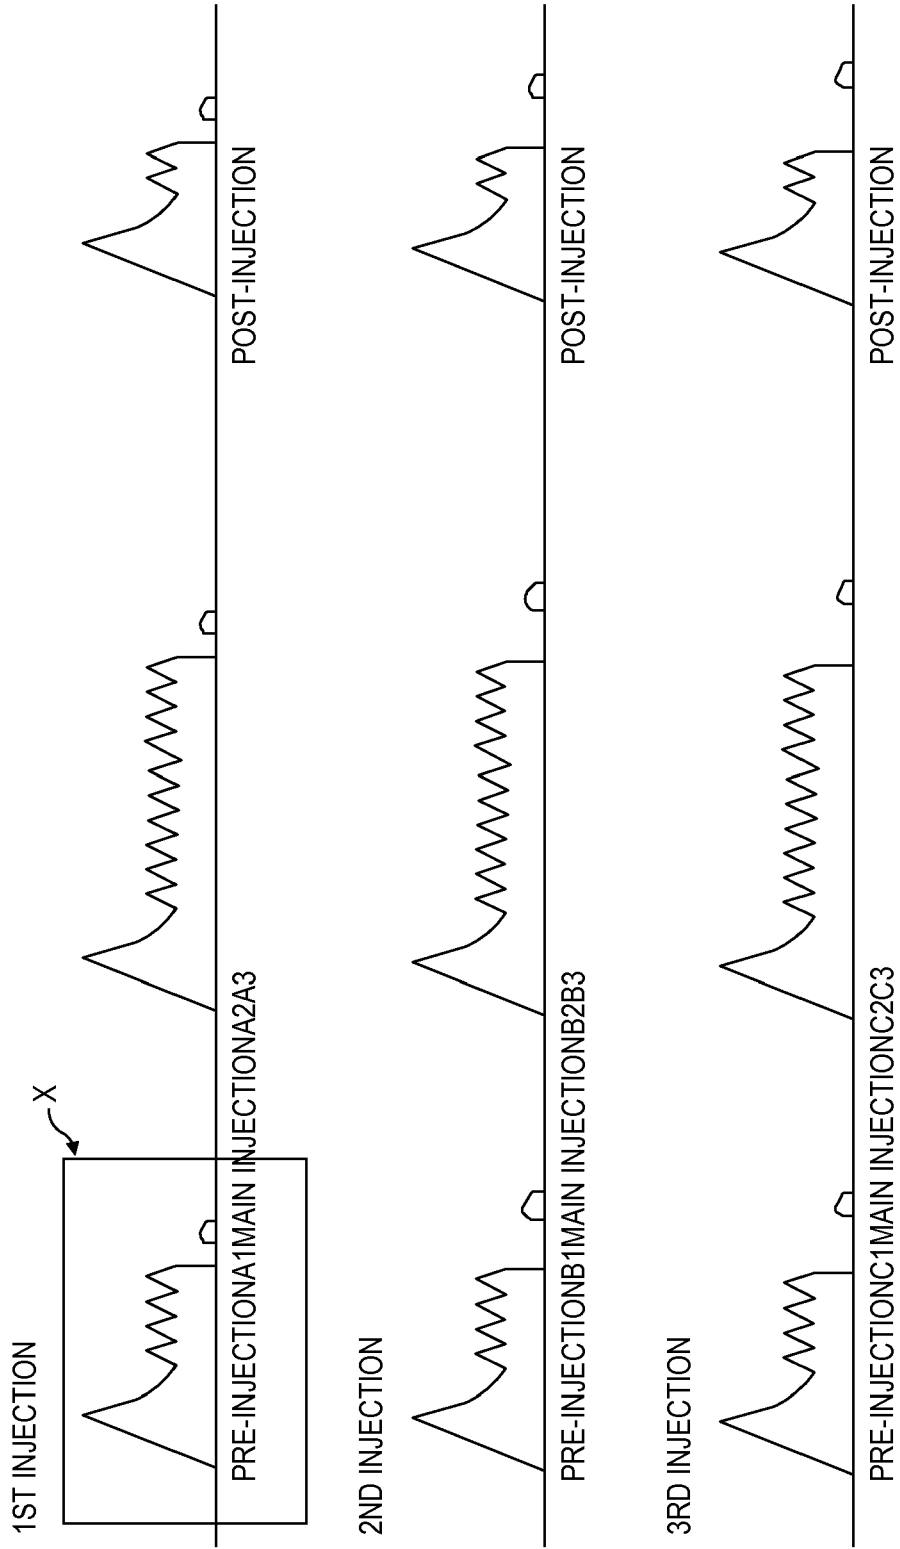 1ST INJECTION
X
PRE-INJECTIONA1MAIN INJECTIONA2A3
POST-INJECTION
2ND INJECTION
PRE-INJECTIONB1MAIN INJECTIONB2B3
POST-INJECTION
3RD INJECTION
PRE-INJECTIONC1MAIN INJECTIONC2C3
POST-INJECTION